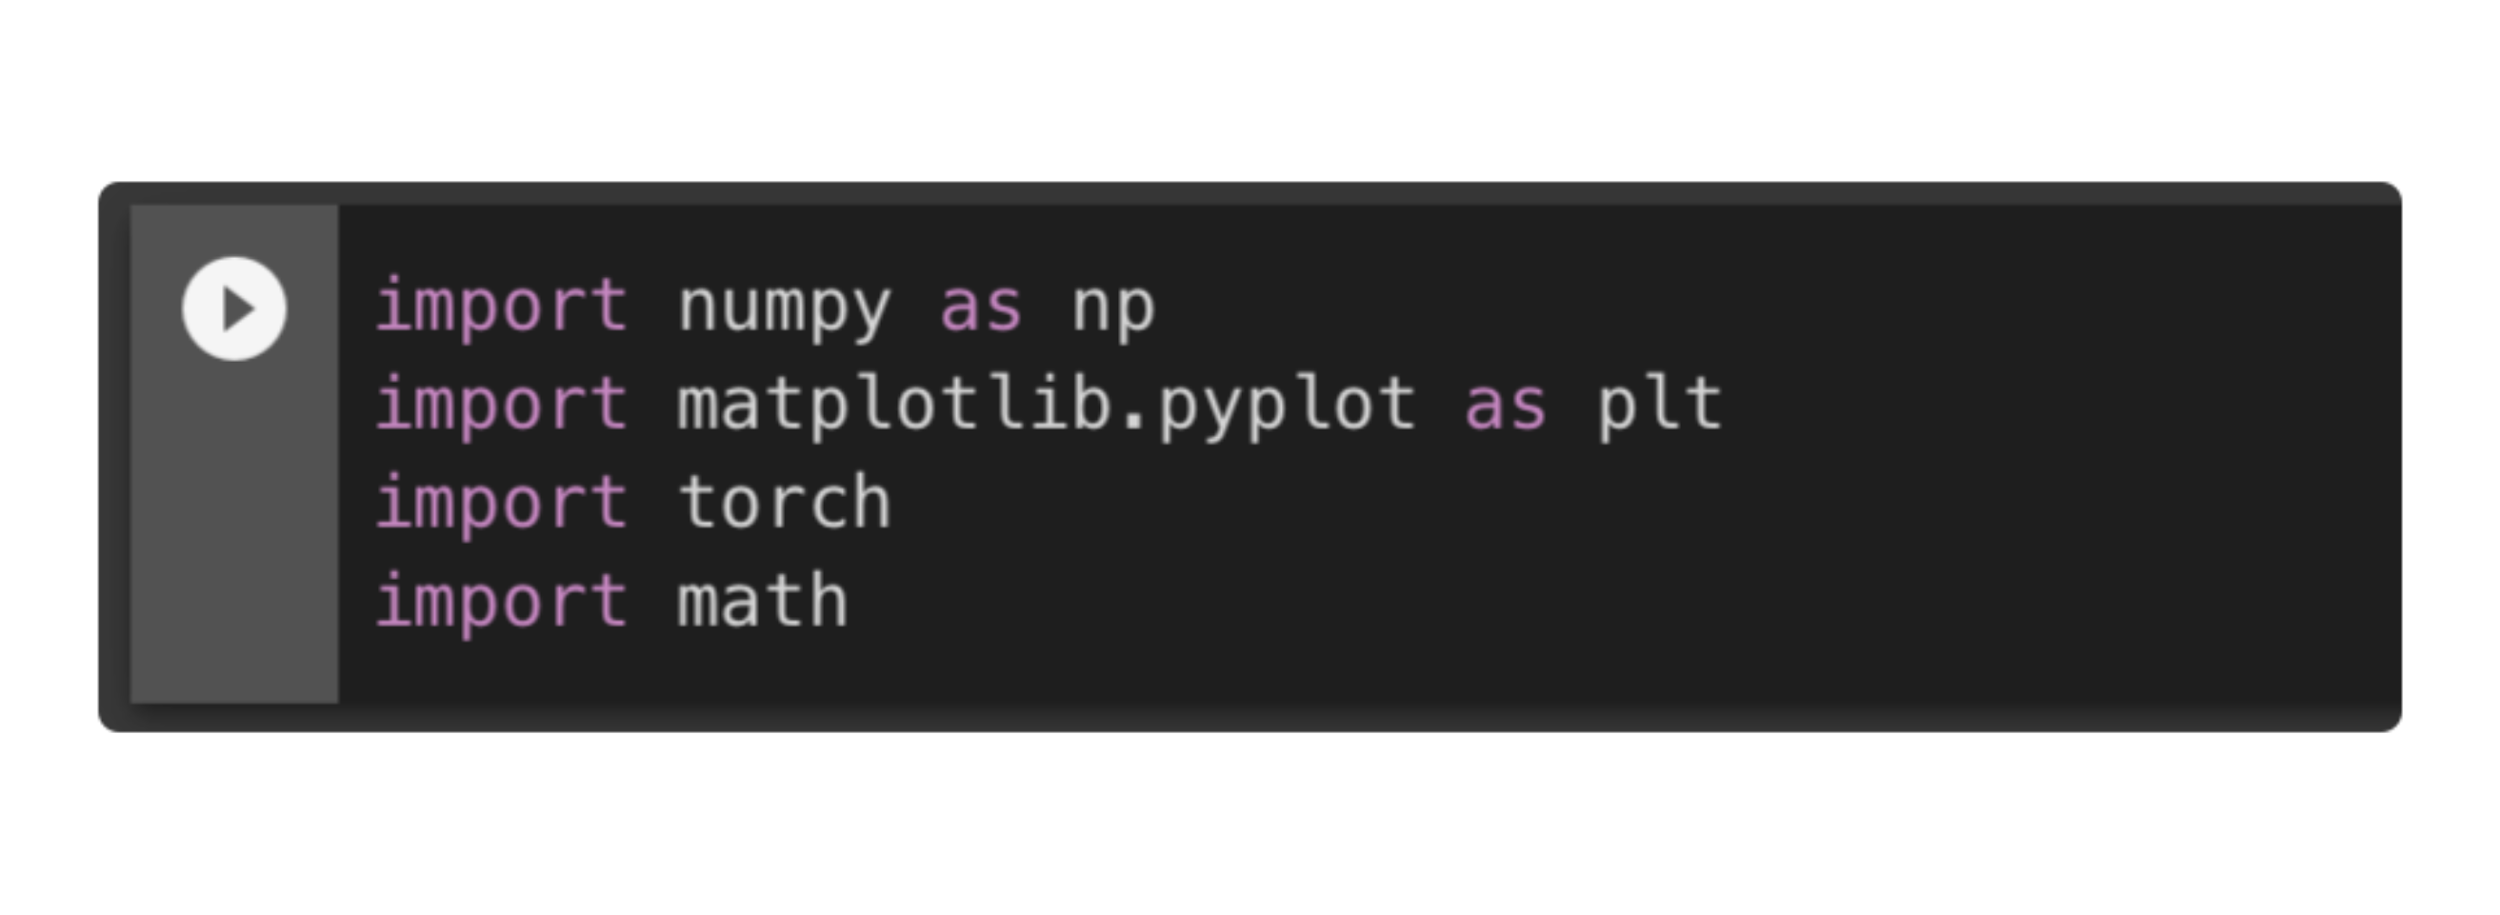 import numpy as np
import matplotlib.pyplot as plt
import torch
import math